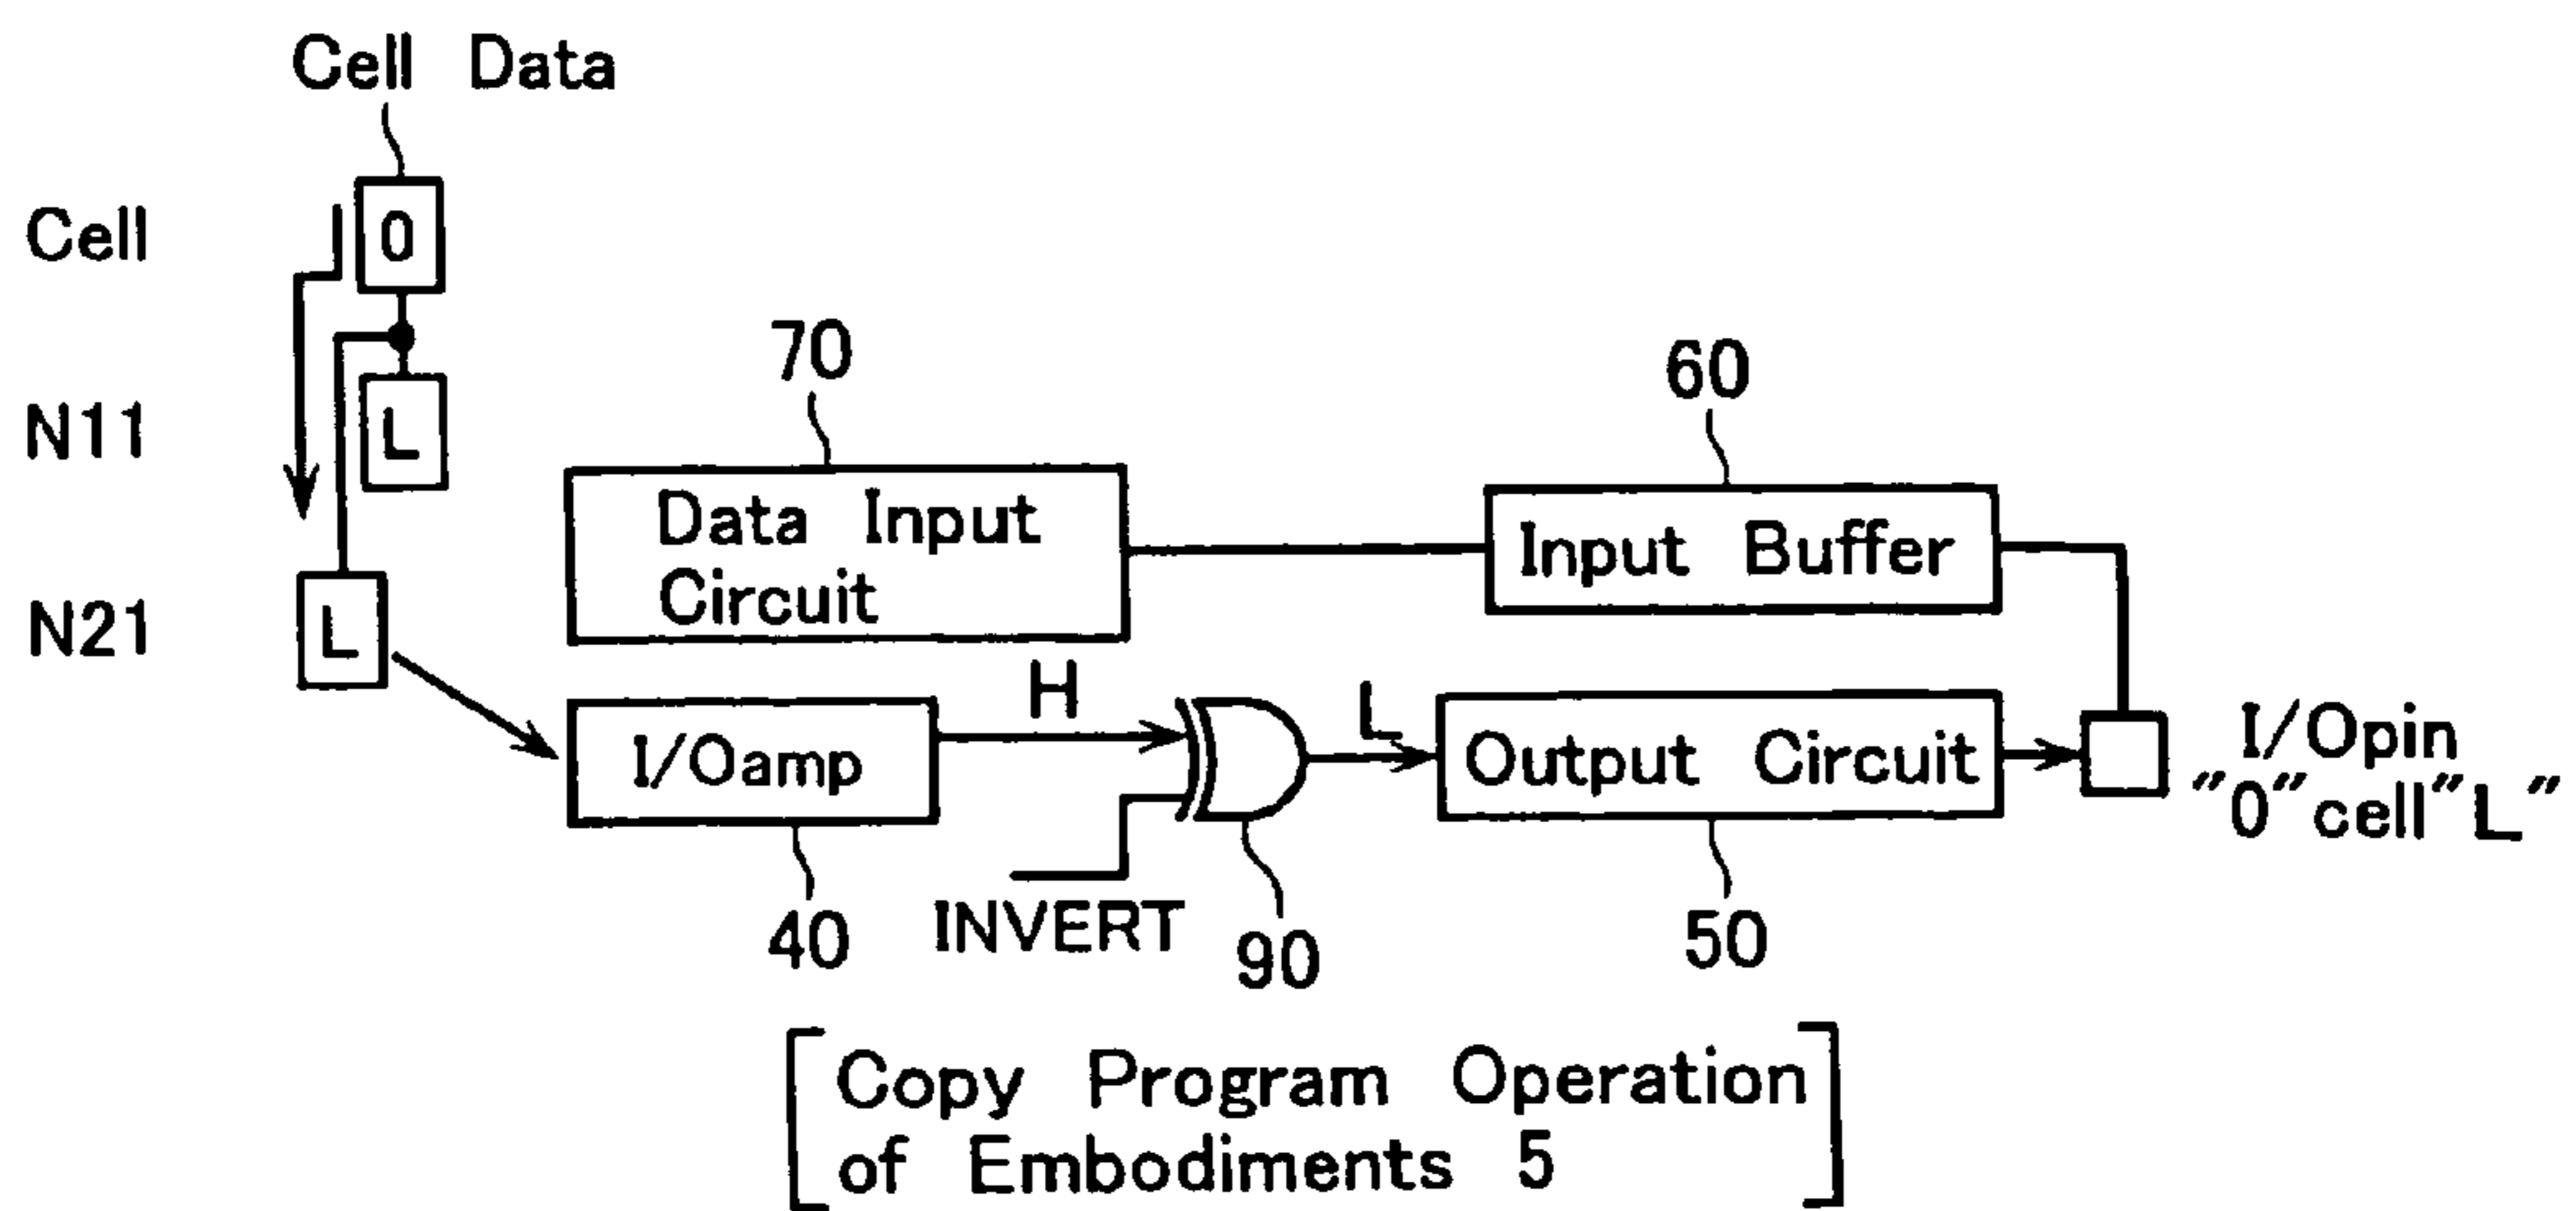 Cell Data
Cell
0
N11
L
70
60
Data Input
Circuit
Input Buffer
N21
L
H
L
I/Oamp
Output Circuit
I/Opin
"0"cell"L"
INVERT
40
90
50
Copy Program Operation
of Embodiments 5